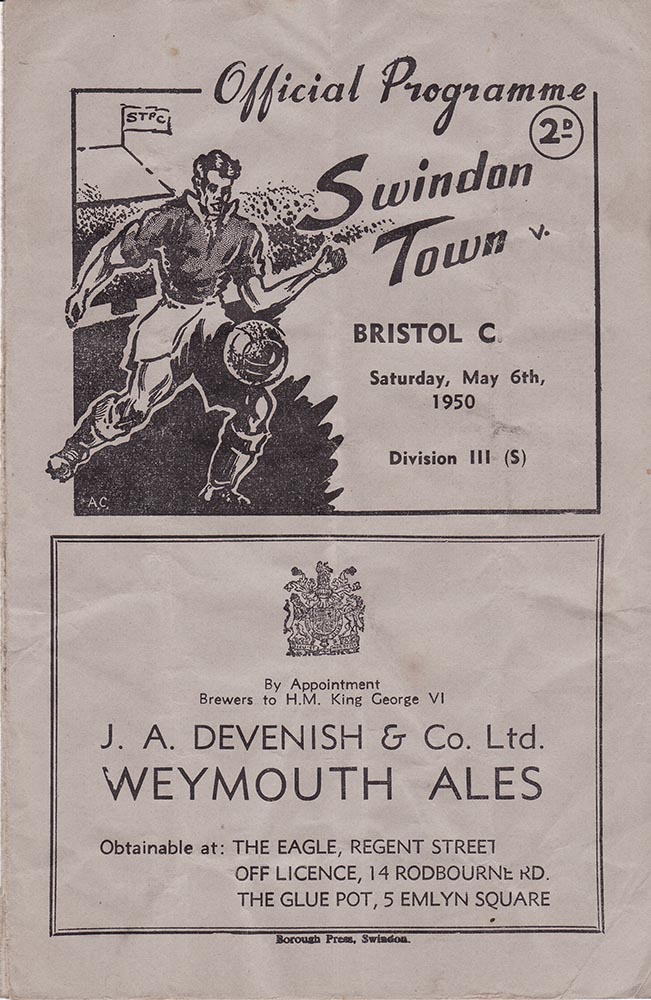 Official Programme
2D
STFC
Swindon
Town v.
BRISTOL C.
Saturday, May 6th,
1950
Division III (S)
A.C.
By Appointment
Brewers to H.M. King George VI
J. A. DEVENISH & Co. Ltd.
WEYMOUTH ALES
Obtainable at: THE EAGLE, REGENT STREET
OFF LICENCE, 14 RODBOURNE RD.
THE GLUE POT, 5 EMLYN SQUARE
Borough Press, Swindon.